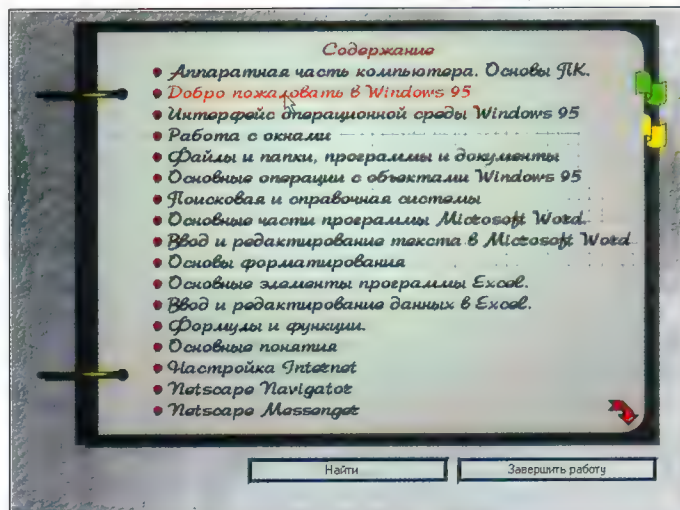 Содержание
Аппаратная часть компьютера. Основы ПК.
Добро пожаловать в Windows 95
Интерфейс операционной среды Windows 95
Работа с окнами
Файлы и папки, программы и документы
Основные операции с объектами Windows 95
Поисковая и справочная системы
Основные части программы Microsoft Word.
Ввод и редактирование текста в Microsoft Word
Основы форматирования
Основные элементы программы Excel.
Ввод и редактирование данных в Excel.
Формулы и функции.
Основные понятия
Настройка Internet
Netscape Navigator
Netscape Messenger
Найти
Завершить работу